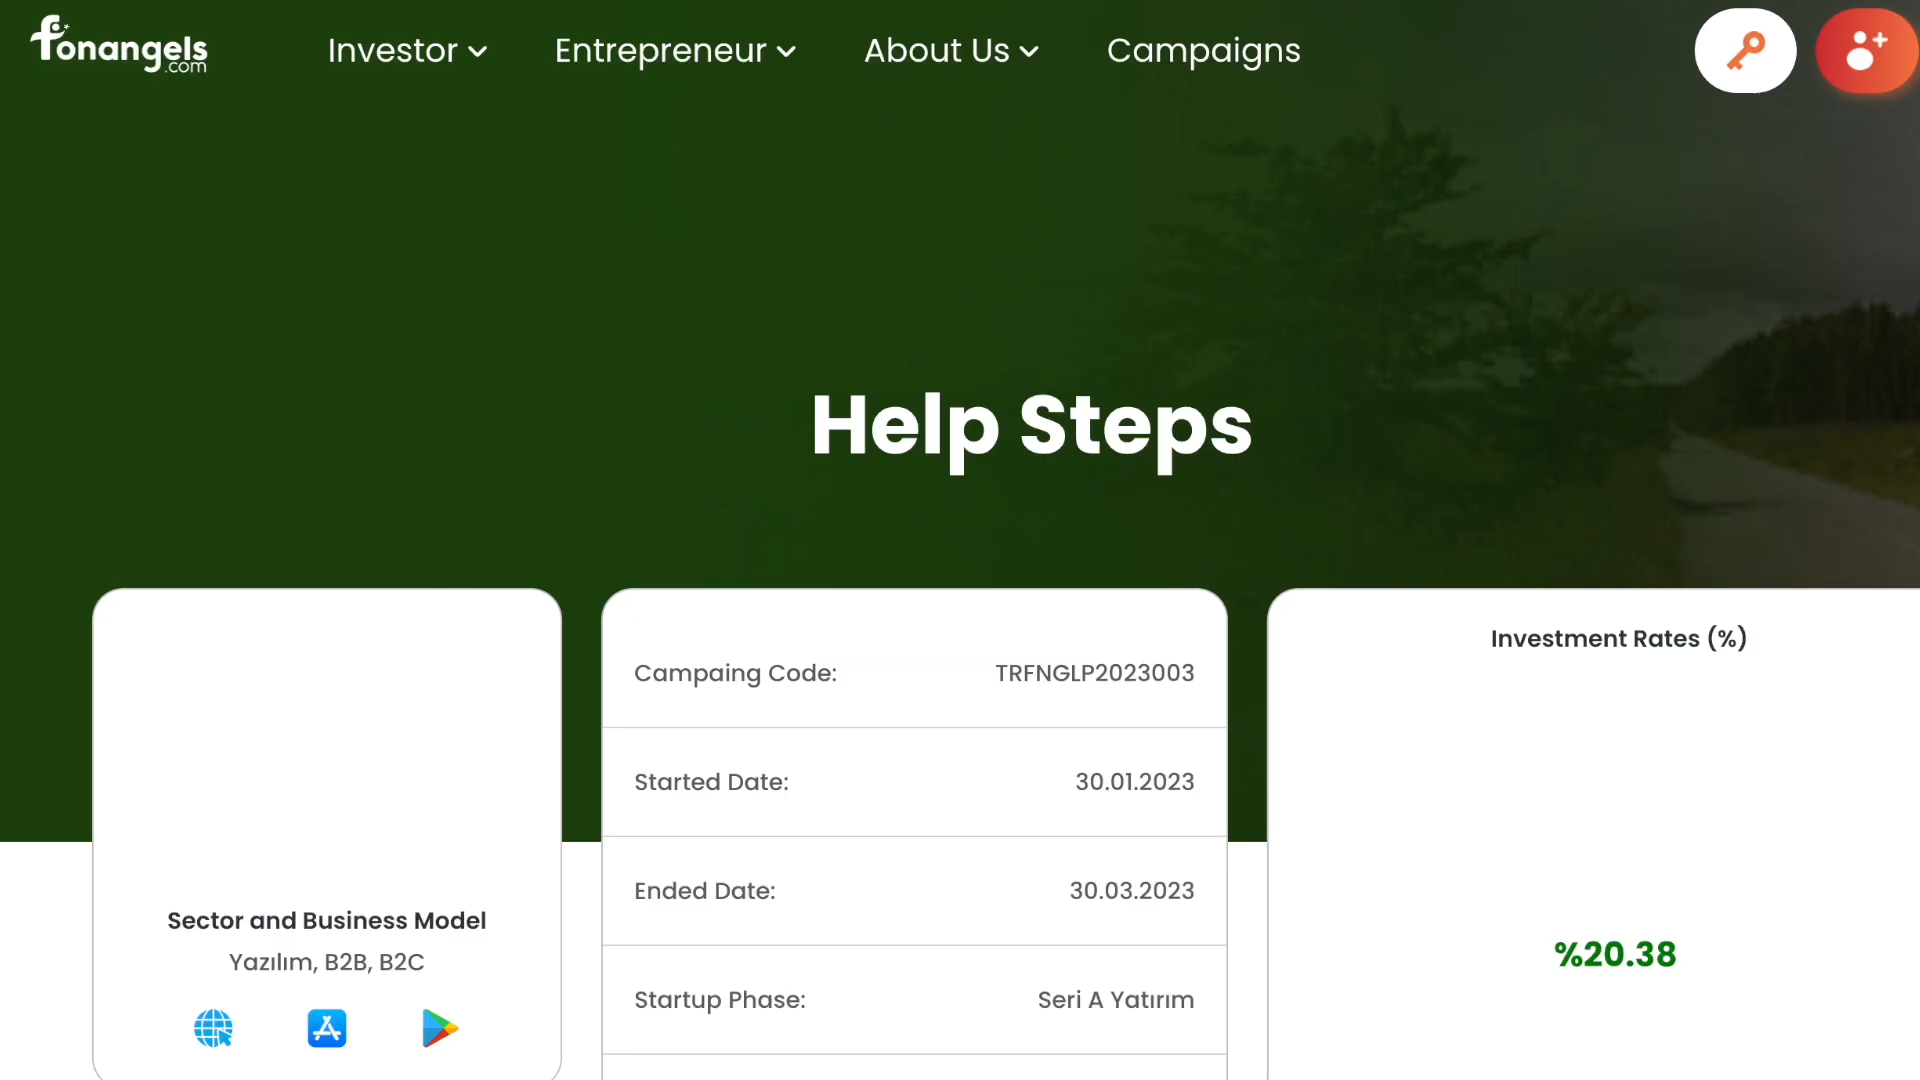 fonangels
.com
Investor
Entrepreneur
About Us
Campaigns
Help Steps
Sector and Business Model
Yazılım, B2B, B2C
Campaing Code: TRFNGLP2023003
Started Date: 30.01.2023
Ended Date: 30.03.2023
Startup Phase: Seri A Yatırım
Investment Rates (%)
%20.38